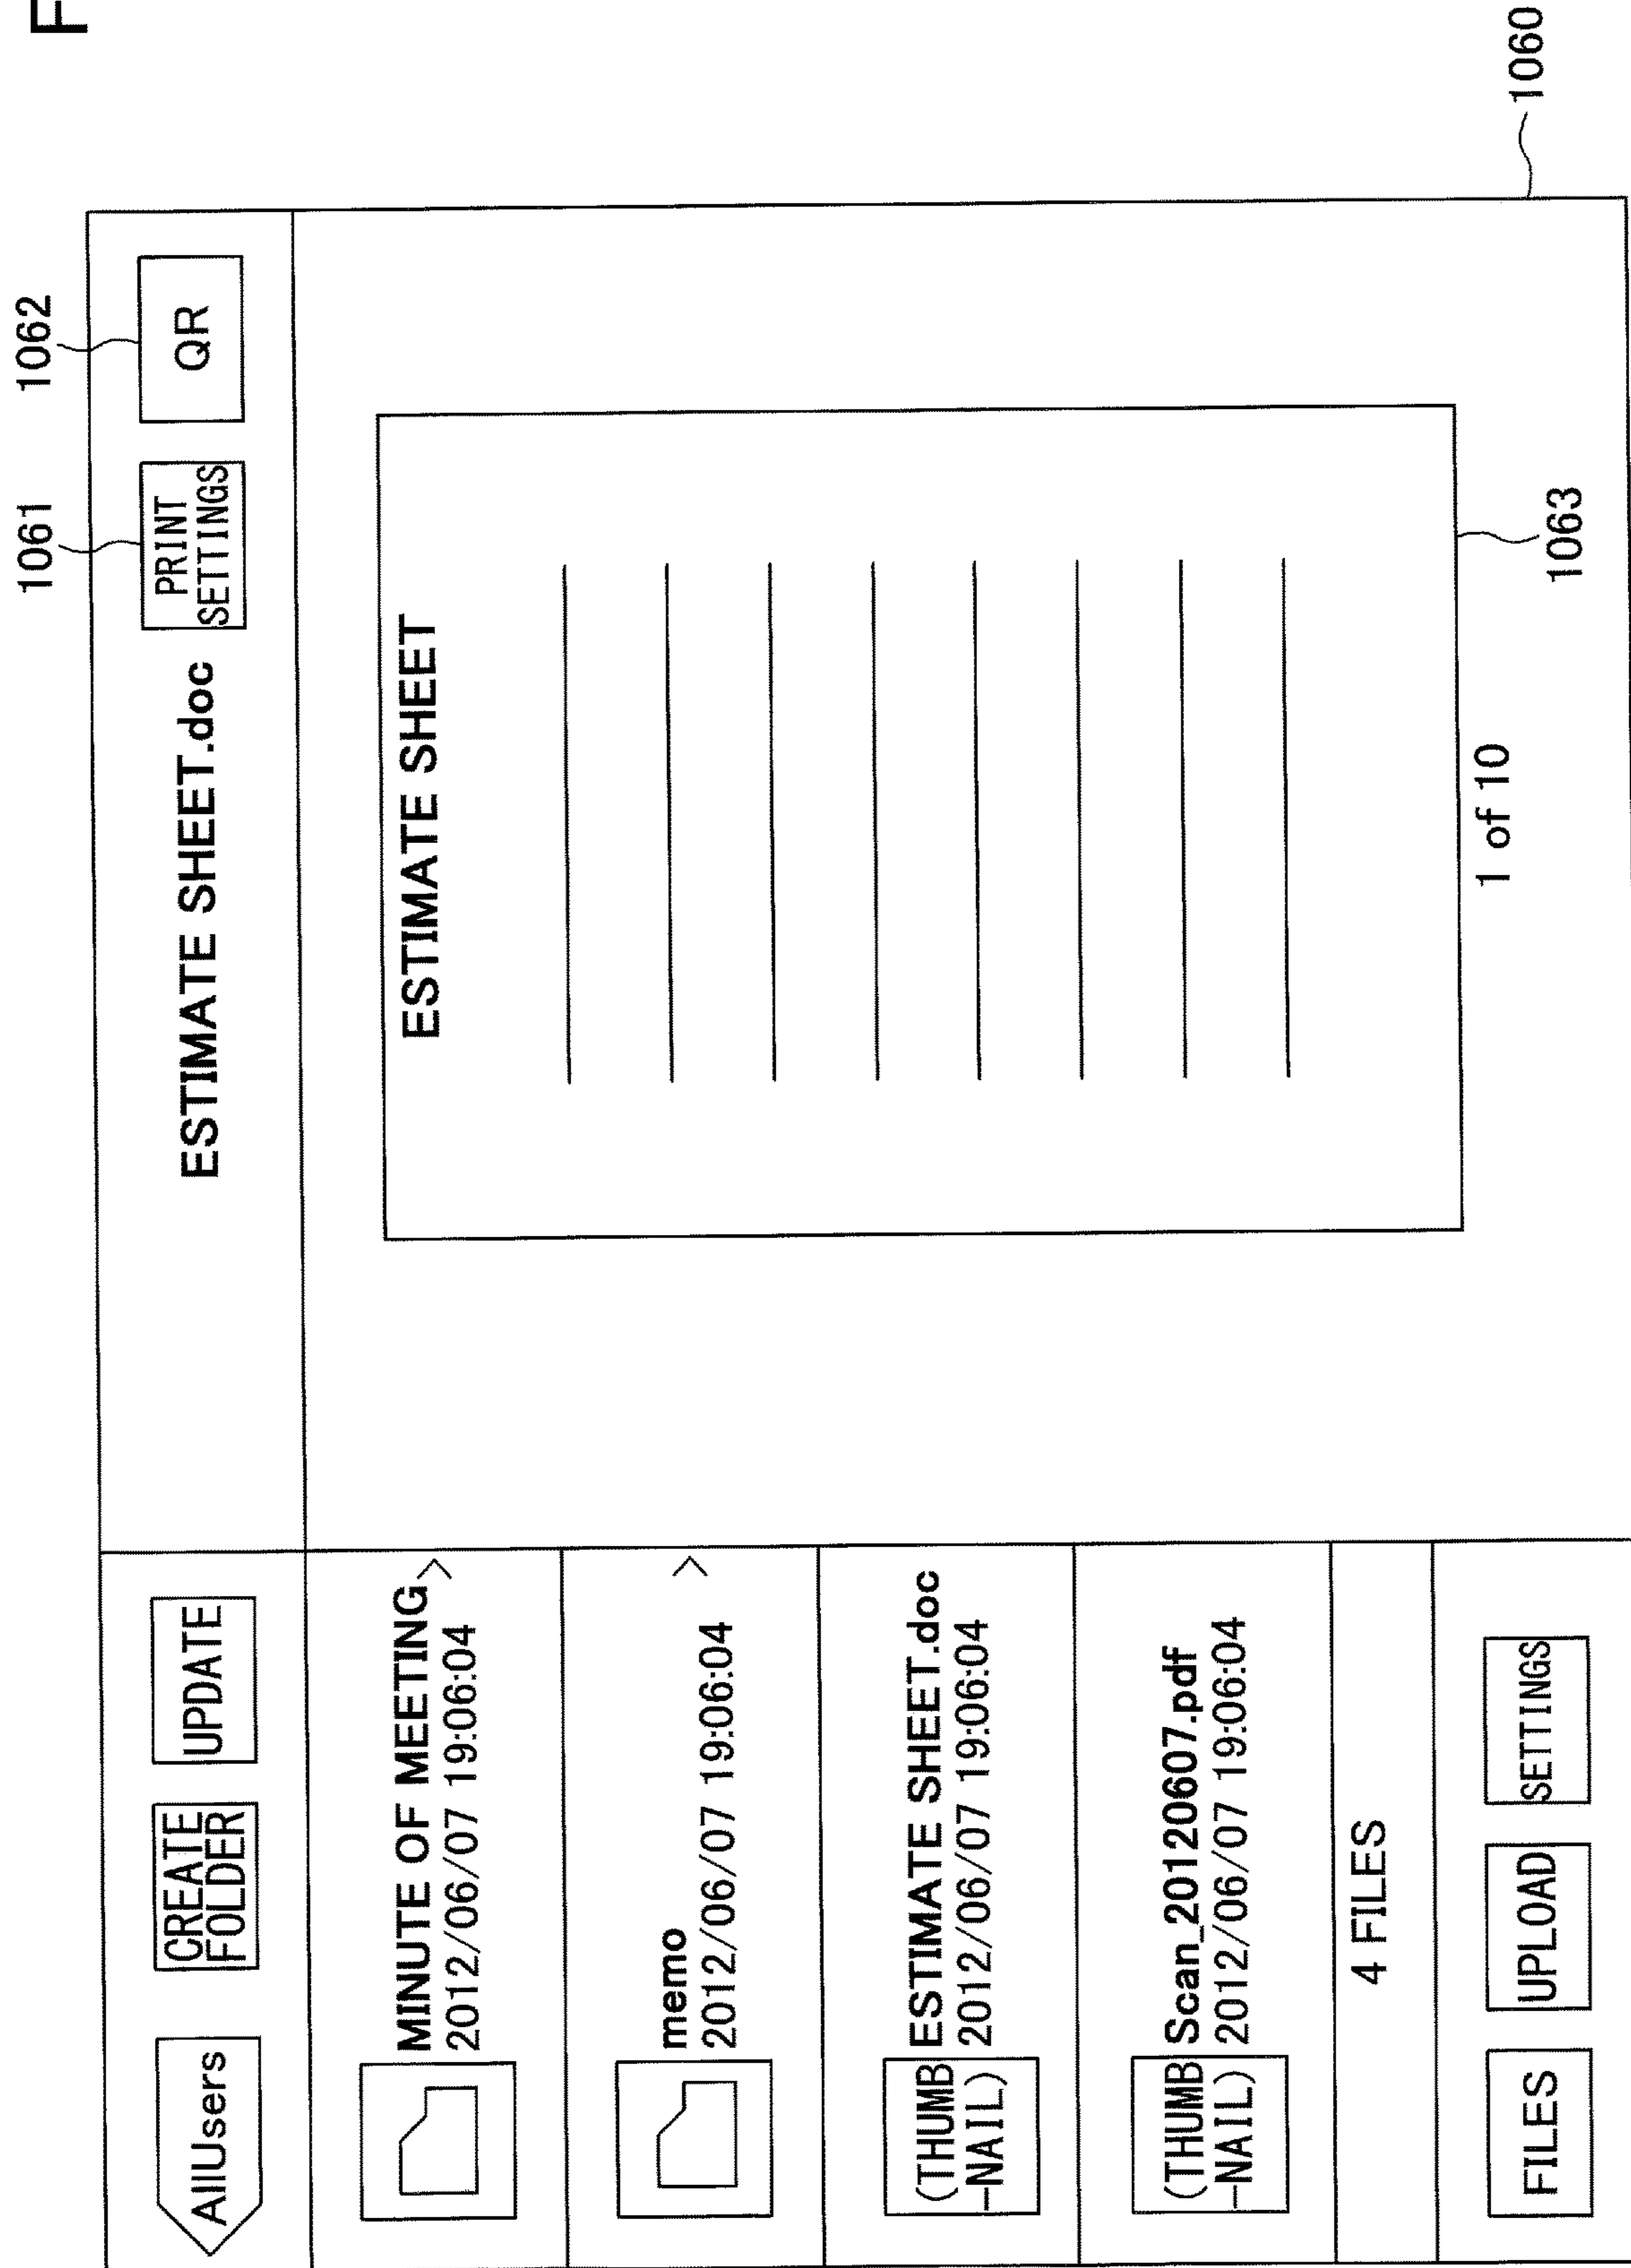 F
1061
1062
AllUsers
CREATE
FOLDER
UPDATE
ESTIMATE SHEET.doc
PRINT
SETTINGS
QR
MINUTE OF MEETING >
2012/06/07 19:06:04
memo >
2012/06/07 19:06:04
(THUMB
-NAIL)
ESTIMATE SHEET.doc
2012/06/07 19:06:04
(THUMB
-NAIL)
Scan_20120607.pdf
2012/06/07 19:06:04
4 FILES
FILES
UPLOAD
SETTINGS
ESTIMATE SHEET
1 of 10
1063
1060